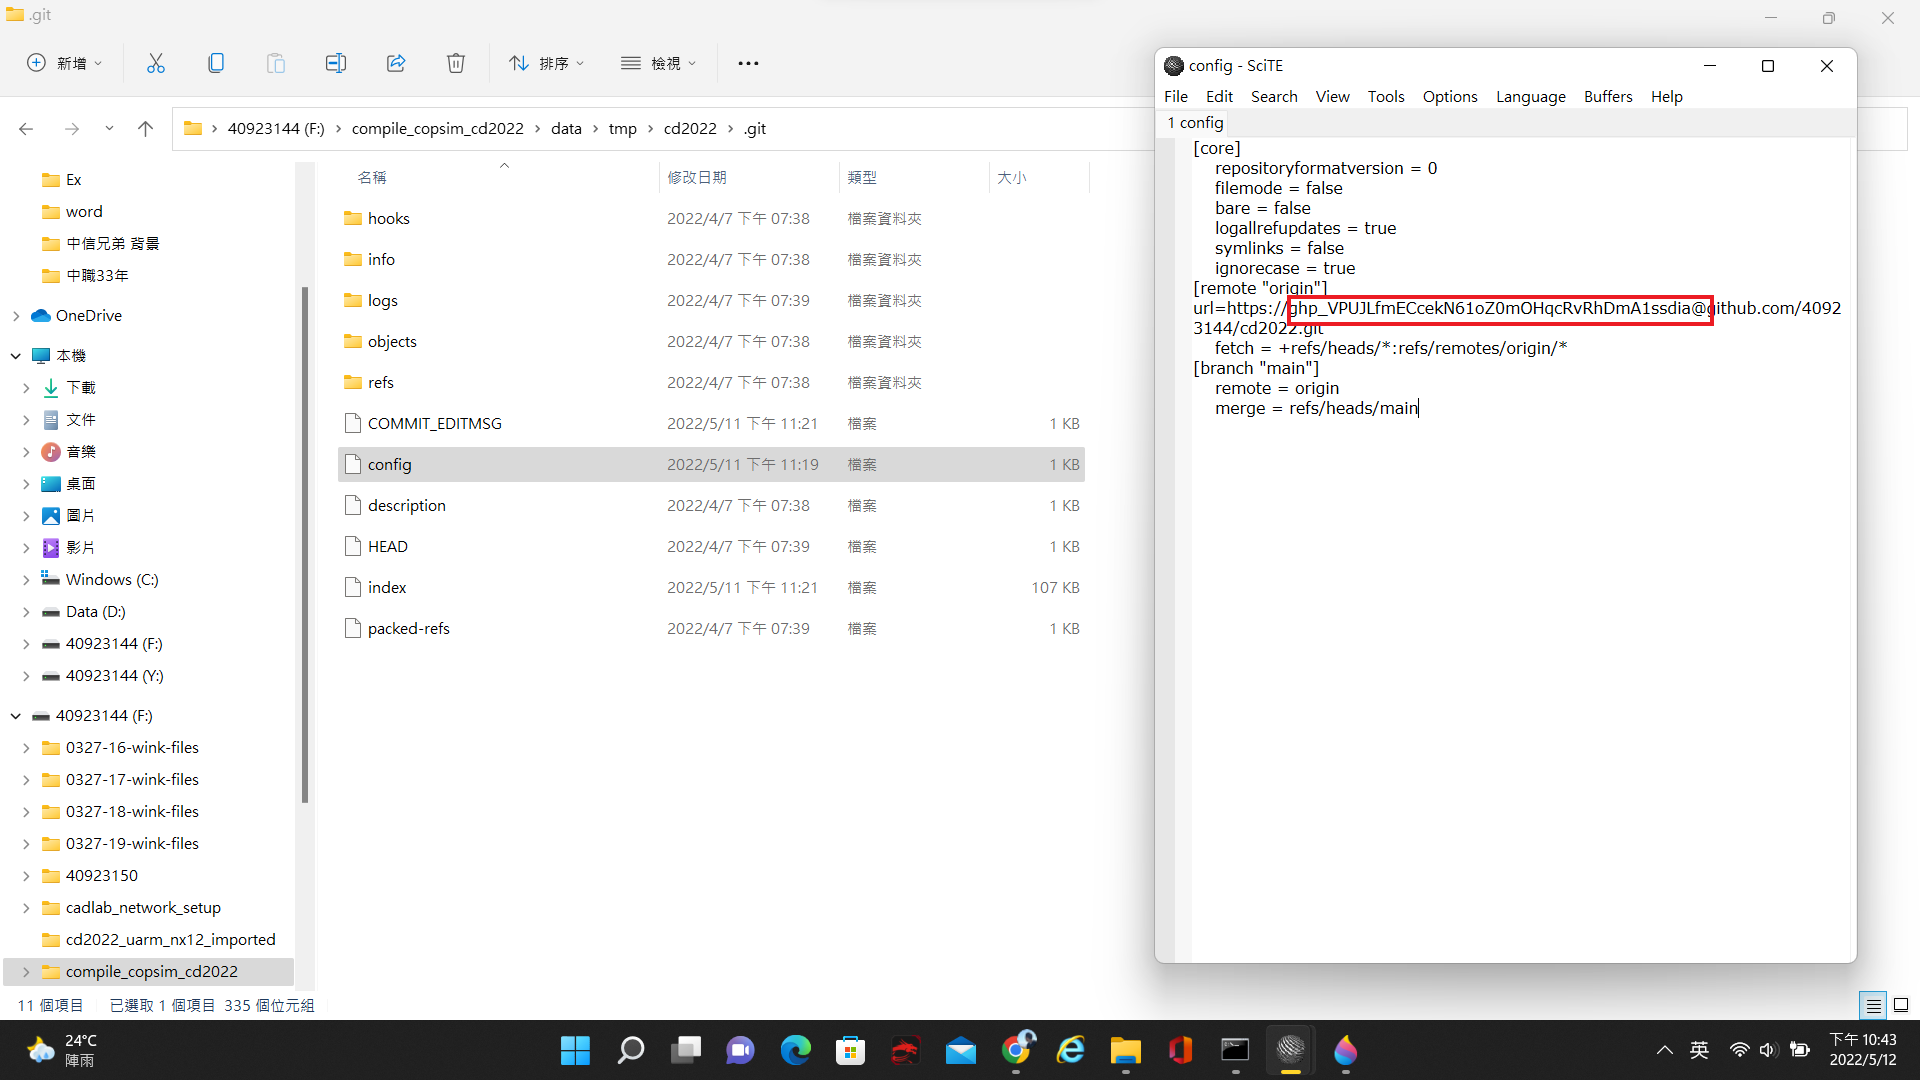 .git
新增
排序
檢視
40923144 (F:) > compile_copsim_cd2022 > data > tmp > cd2022 > .git
Ex
word
中信兄弟 背景
中職33年
OneDrive
本機
下載
文件
音樂
桌面
圖片
影片
Windows (C:)
Data (D:)
40923144 (F:)
40923144 (Y:)
40923144 (F:)
0327-16-wink-files
0327-17-wink-files
0327-18-wink-files
0327-19-wink-files
40923150
cadlab_network_setup
cd2022_uarm_nx12_imported
compile_copsim_cd2022
名稱 修改日期 類型 大小
hooks 2022/4/7 下午 07:38 檔案資料夾
info 2022/4/7 下午 07:38 檔案資料夾
logs 2022/4/7 下午 07:39 檔案資料夾
objects 2022/4/7 下午 07:38 檔案資料夾
refs 2022/4/7 下午 07:38 檔案資料夾
COMMIT_EDITMSG 2022/5/11 下午 11:21 檔案 1 KB
config 2022/5/11 下午 11:19 檔案 1 KB
description 2022/4/7 下午 07:38 檔案 1 KB
HEAD 2022/4/7 下午 07:39 檔案 1 KB
index 2022/5/11 下午 11:21 檔案 107 KB
packed-refs 2022/4/7 下午 07:39 檔案 1 KB
11 個項目 已選取 1 個項目 335 個位元組
config - SciTE
File Edit Search View Tools Options Language Buffers Help
1 config
[core]
repositoryformatversion = 0
filemode = false
bare = false
logallrefupdates = true
symlinks = false
ignorecase = true
[remote "origin"]
url=https://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@github.com/4092
3144/cd2022.git
fetch = +refs/heads/*:refs/remotes/origin/*
[branch "main"]
remote = origin
merge = refs/heads/main
24°C
陣雨
英
下午 10:43
2022/5/12